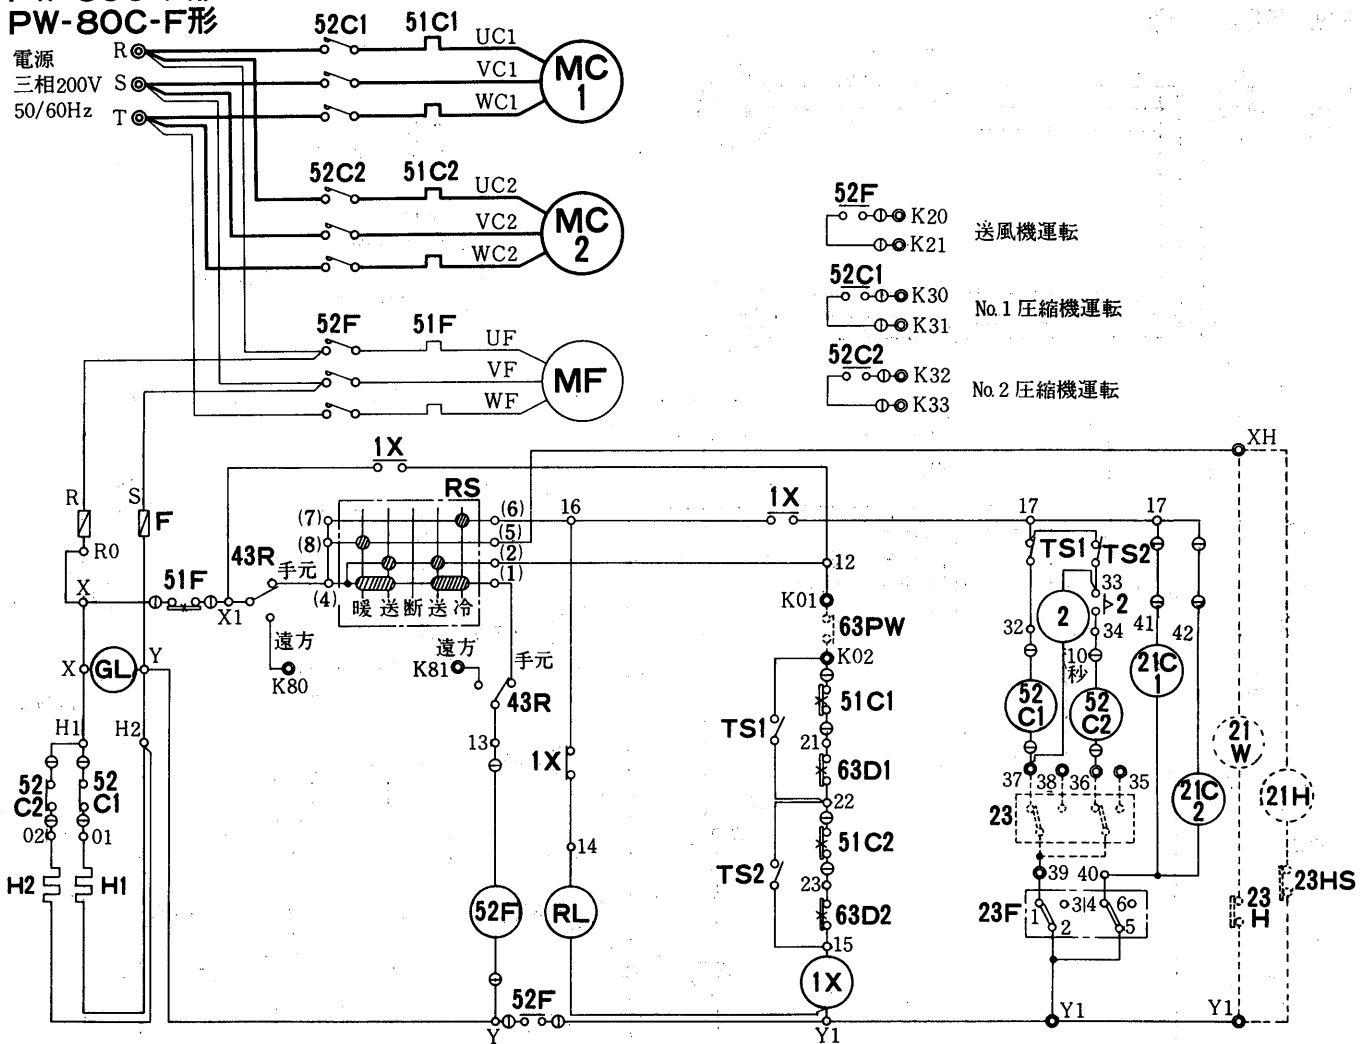 PW-80C-F形
電源
三相200V
50/60Hz
R
S
T
52C1
51C1
UC1
VC1
WC1
MC
1
52C2
51C2
UC2
VC2
WC2
MC
2
52F
51F
UF
VF
WF
MF
52F
K20
K21
送風機運転
52C1
K30
K31
No.1 圧縮機運転
52C2
K32
K33
No.2 圧縮機運転
1X
RS
XH
R
S
F
R0
43R
手元
(7)
(8)
(4)
(6)
(5)
(2)
(1)
16
1X
17
17
X
51F
X1
暖 送 断 送 冷
12
TS1
TS2
遠方
K80
遠方
K81
手元
43R
K01
63PW
K02
33
2
2
32
34
41
42
10
秒
X
GL
Y
51C1
52
C1
52
C2
21C
1
H1
H2
13
1X
TS1
21
63D1
21
W
52
C2
52
C1
22
37
38
36
35
21C
2
21H
02
01
14
51C2
23
H2
H1
TS2
23
39
40
23HS
52F
RL
63D2
23F
1
2
3
4
5
6
23
H
15
1X
52F
Y
Y1
Y1
Y1